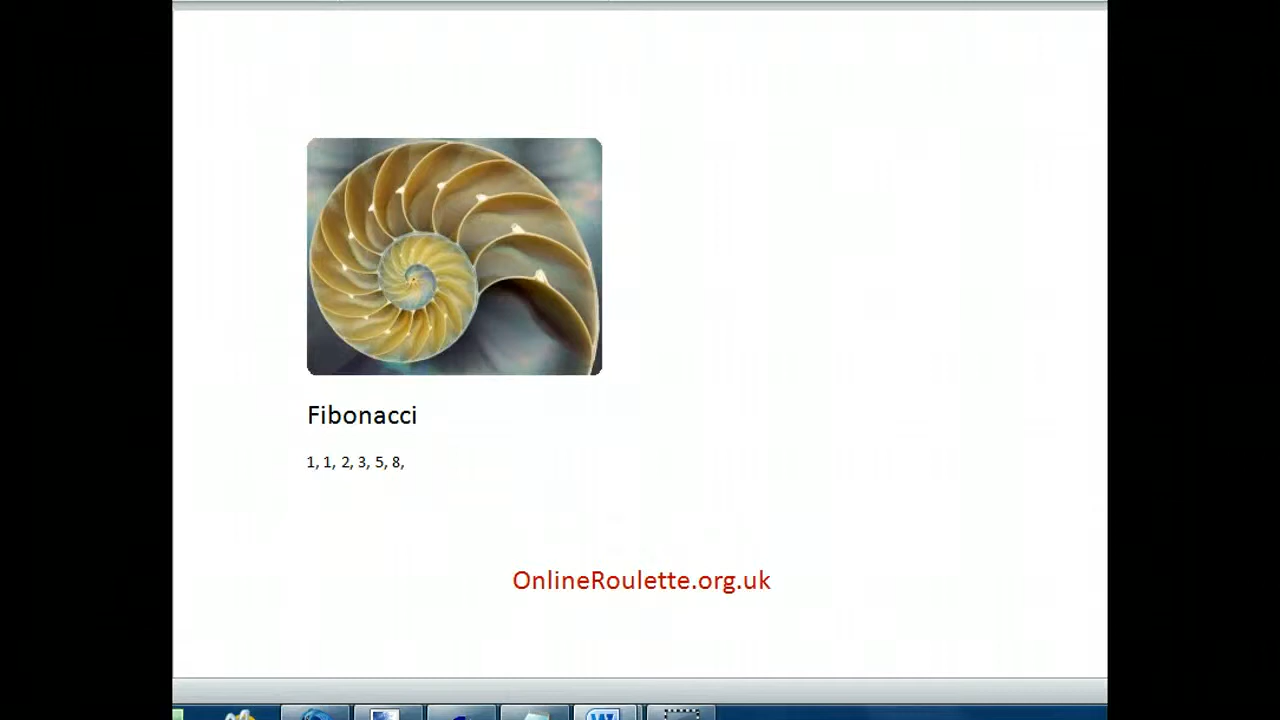 Fibonacci
1, 1, 2, 3, 5, 8,
OnlineRoulette.org.uk